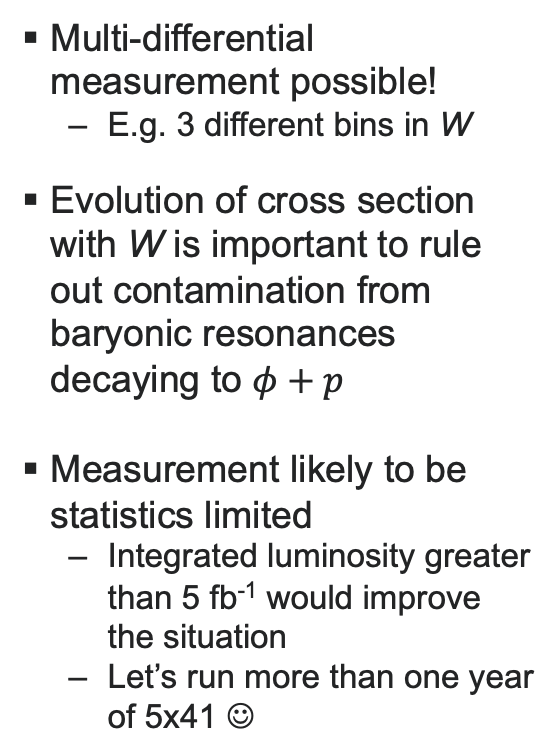 ▪ Multi-differential
measurement possible!
– E.g. 3 different bins in W
▪ Evolution of cross section
with W is important to rule
out contamination from
baryonic resonances
decaying to ϕ + p
▪ Measurement likely to be
statistics limited
– Integrated luminosity greater
than 5 fb⁻¹ would improve
the situation
– Let’s run more than one year
of 5x41 ☺